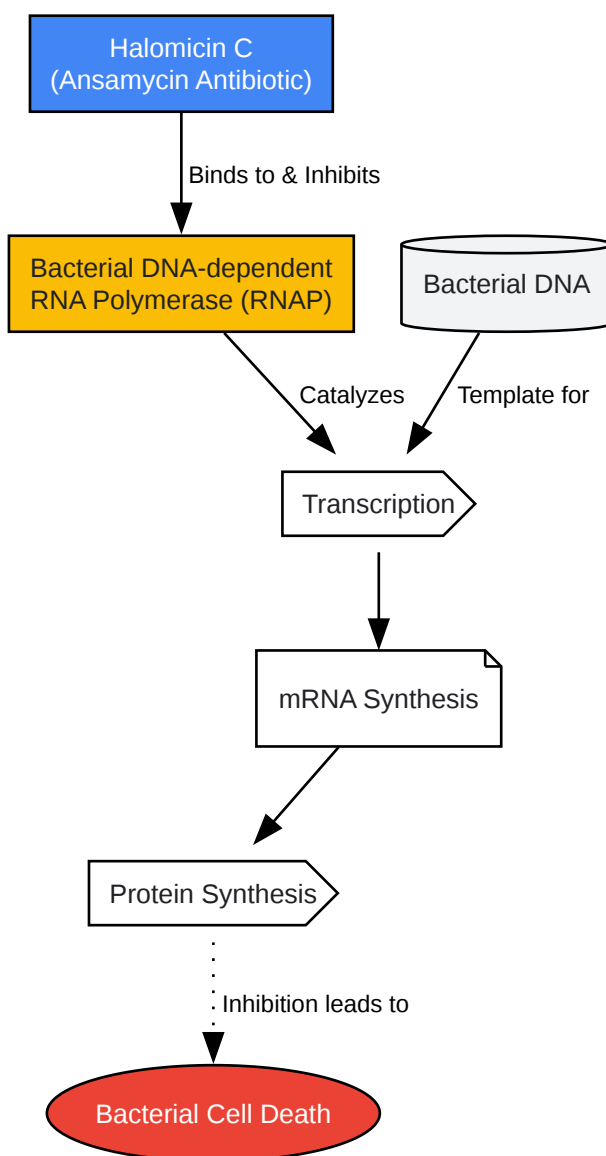 Halomicin C
(Ansamycin Antibiotic)
Binds to & Inhibits
Bacterial DNA-dependent
RNA Polymerase (RNAP)
Bacterial DNA
Catalyzes
Template for
Transcription
mRNA Synthesis
Protein Synthesis
Inhibition leads to
Bacterial Cell Death